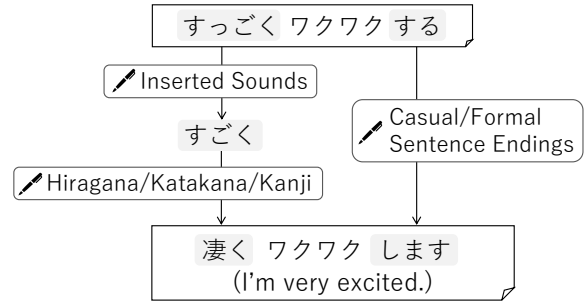 すっごく ワクワク する
Inserted Sounds
すごく
Casual/Formal
Sentence Endings
Hiragana/Katakana/Kanji
凄く ワクワク します
(I'm very excited.)